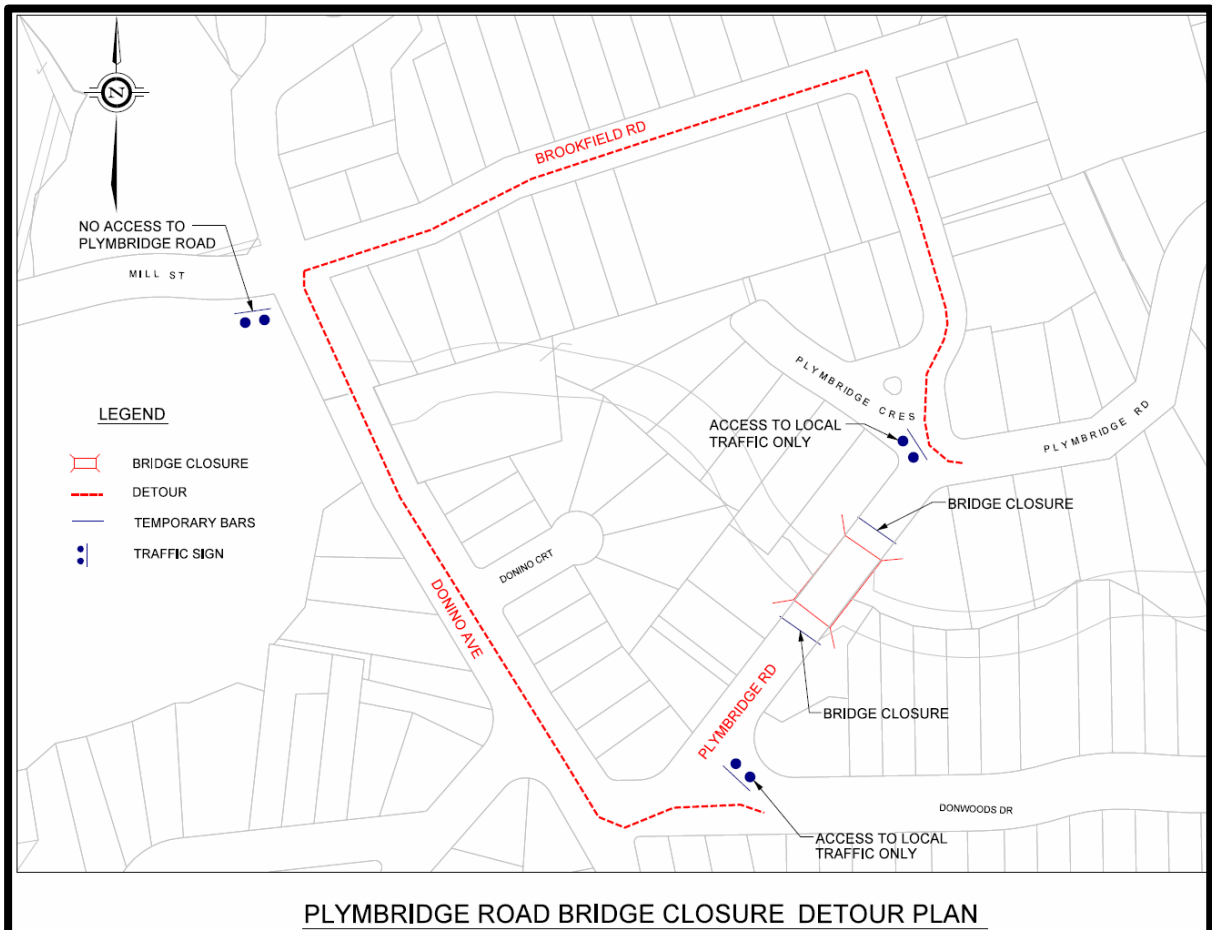 N
BROOKFIELD RD
NO ACCESS TO
PLYMBRIDGE ROAD
MILL ST
PLYMBRIDGE CRES
ACCESS TO LOCAL
TRAFFIC ONLY
PLYMBRIDGE RD
LEGEND
BRIDGE CLOSURE
DETOUR
TEMPORARY BARS
TRAFFIC SIGN
BRIDGE CLOSURE
DONINO CRT
DONINO AVE
PLYMBRIDGE RD
BRIDGE CLOSURE
DONWOODS DR
ACCESS TO LOCAL
TRAFFIC ONLY
PLYMBRIDGE ROAD BRIDGE CLOSURE DETOUR PLAN